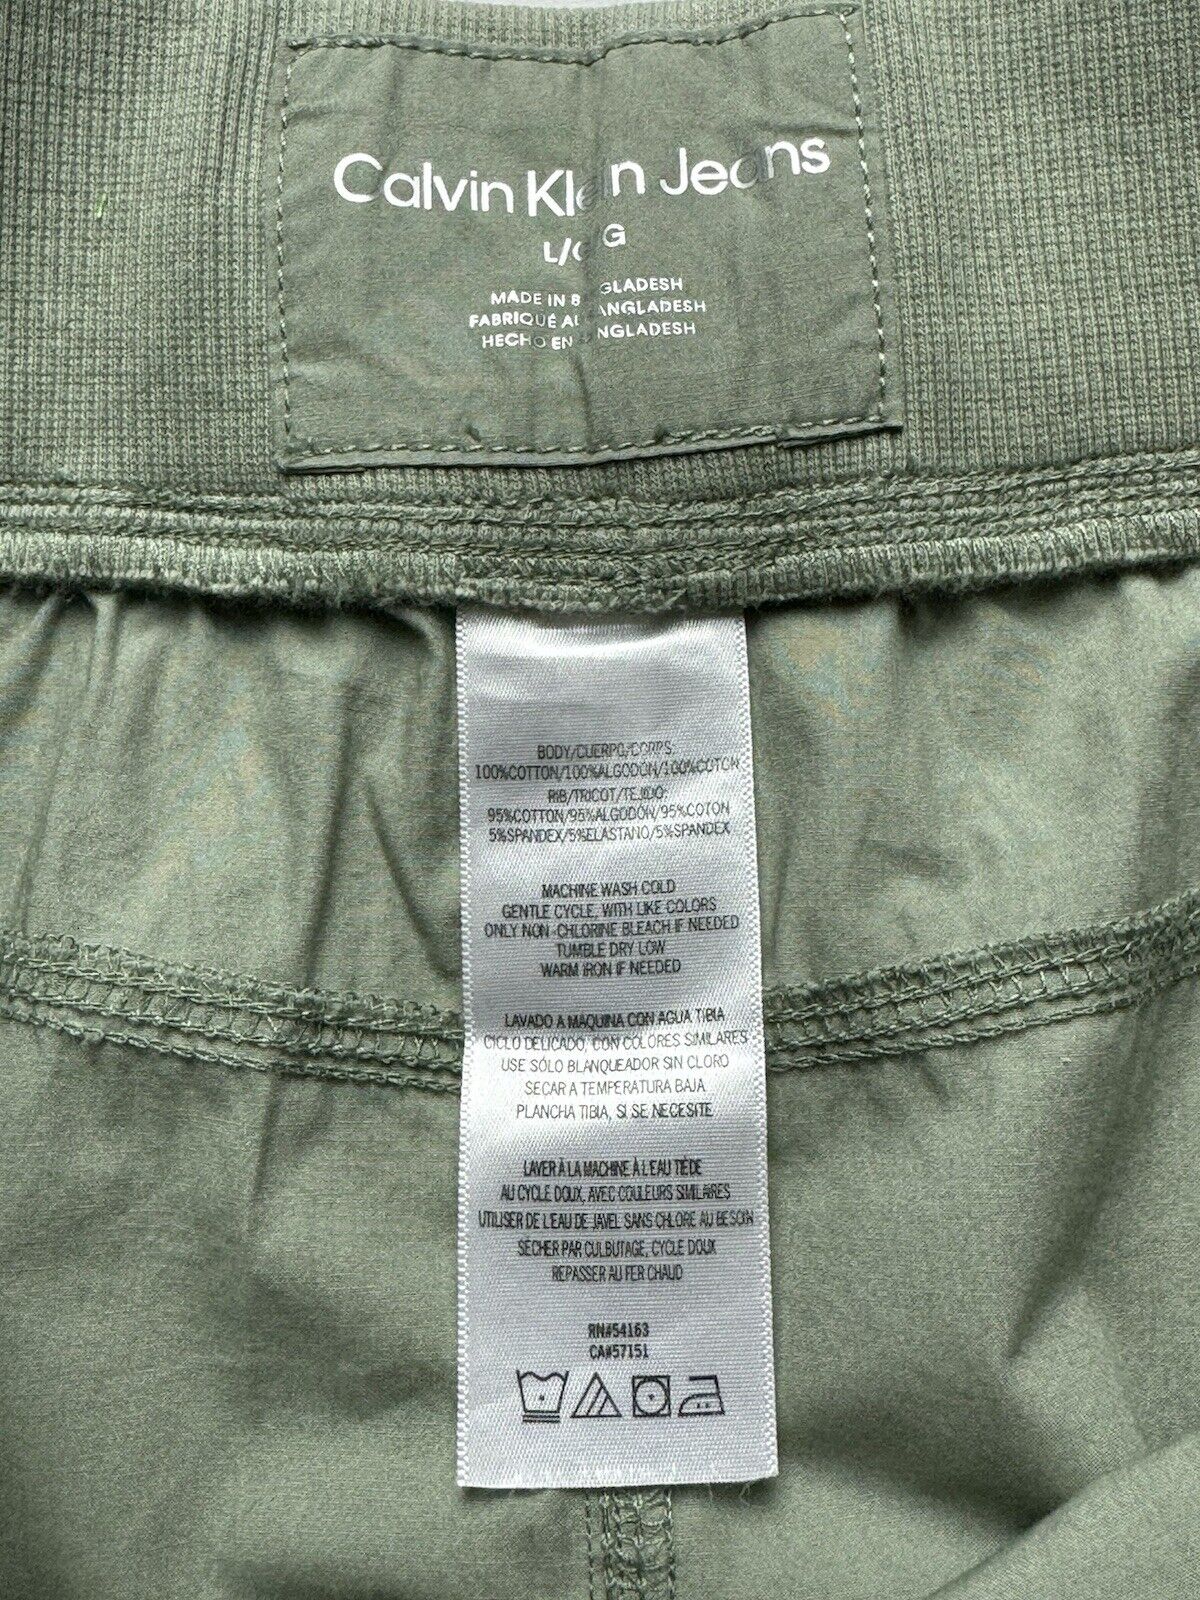 Calvin Klein Jeans
L/G/G
MADE IN BANGLADESH
FABRIQUÉ AU BANGLADESH
HECHO EN BANGLADESH
BODY/CUERPO/CORPS:
100%COTTON/100%ALGODON/100%COTON
RIB/TRICOT/TEJIDO:
95%COTTON/95%ALGODON/95%COTON
5%SPANDEX/5%ELASTANO/5%SPANDEX
MACHINE WASH COLD
GENTLE CYCLE, WITH LIKE COLORS
ONLY NON-CHLORINE BLEACH IF NEEDED
TUMBLE DRY LOW
WARM IRON IF NEEDED
LAVADO A MAQUINA CON AGUA TIBIA
CICLO DELICADO, CON COLORES SIMILARES
USE SÓLO BLANQUEADOR SIN CLORO
SECAR A TEMPERATURA BAJA
PLANCHA TIBIA, SI SE NECESITE
LAVER À LA MACHINE À L'EAU TIÈDE
AU CYCLE DOUX, AVEC COULEURS SIMILAIRES
UTILISER DE L'EAU DE JAVEL SANS CHLORE AU BESOIN
SÉCHER PAR CULBUTAGE, CYCLE DOUX
REPASSER AU FER CHAUD
RN#54163
CA#57151